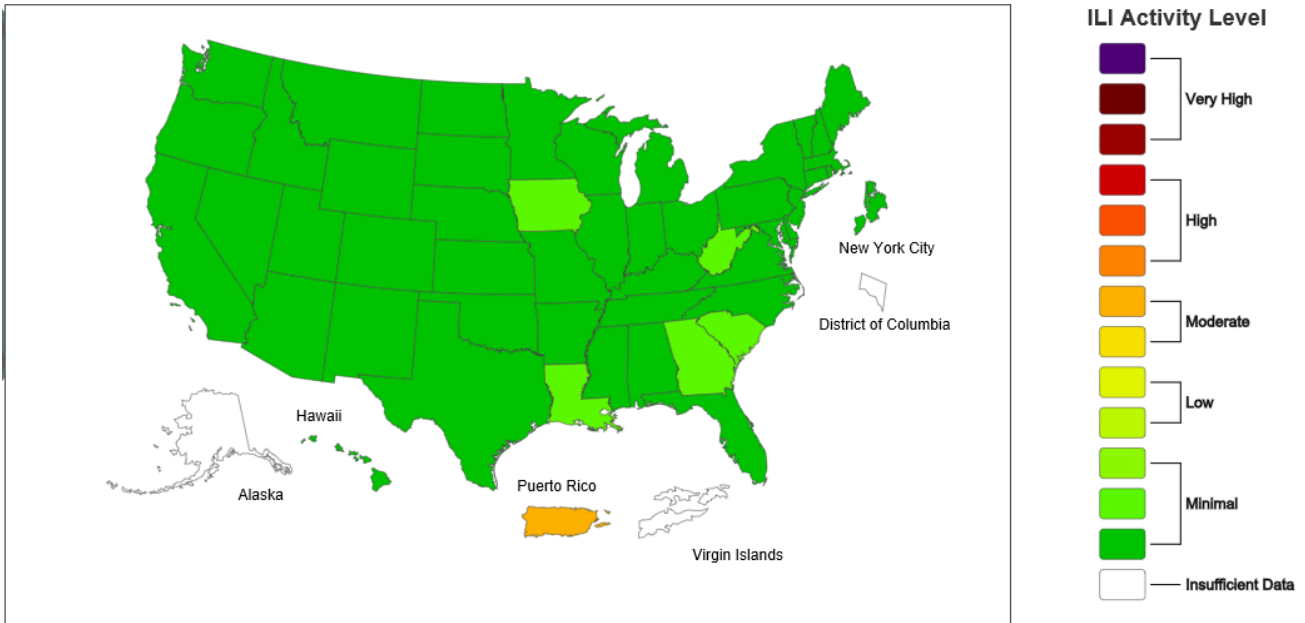 ILI Activity Level
Very High
High
Moderate
Low
Minimal
Insufficient Data
New York City
District of Columbia
Hawaii
Alaska
Puerto Rico
Virgin Islands